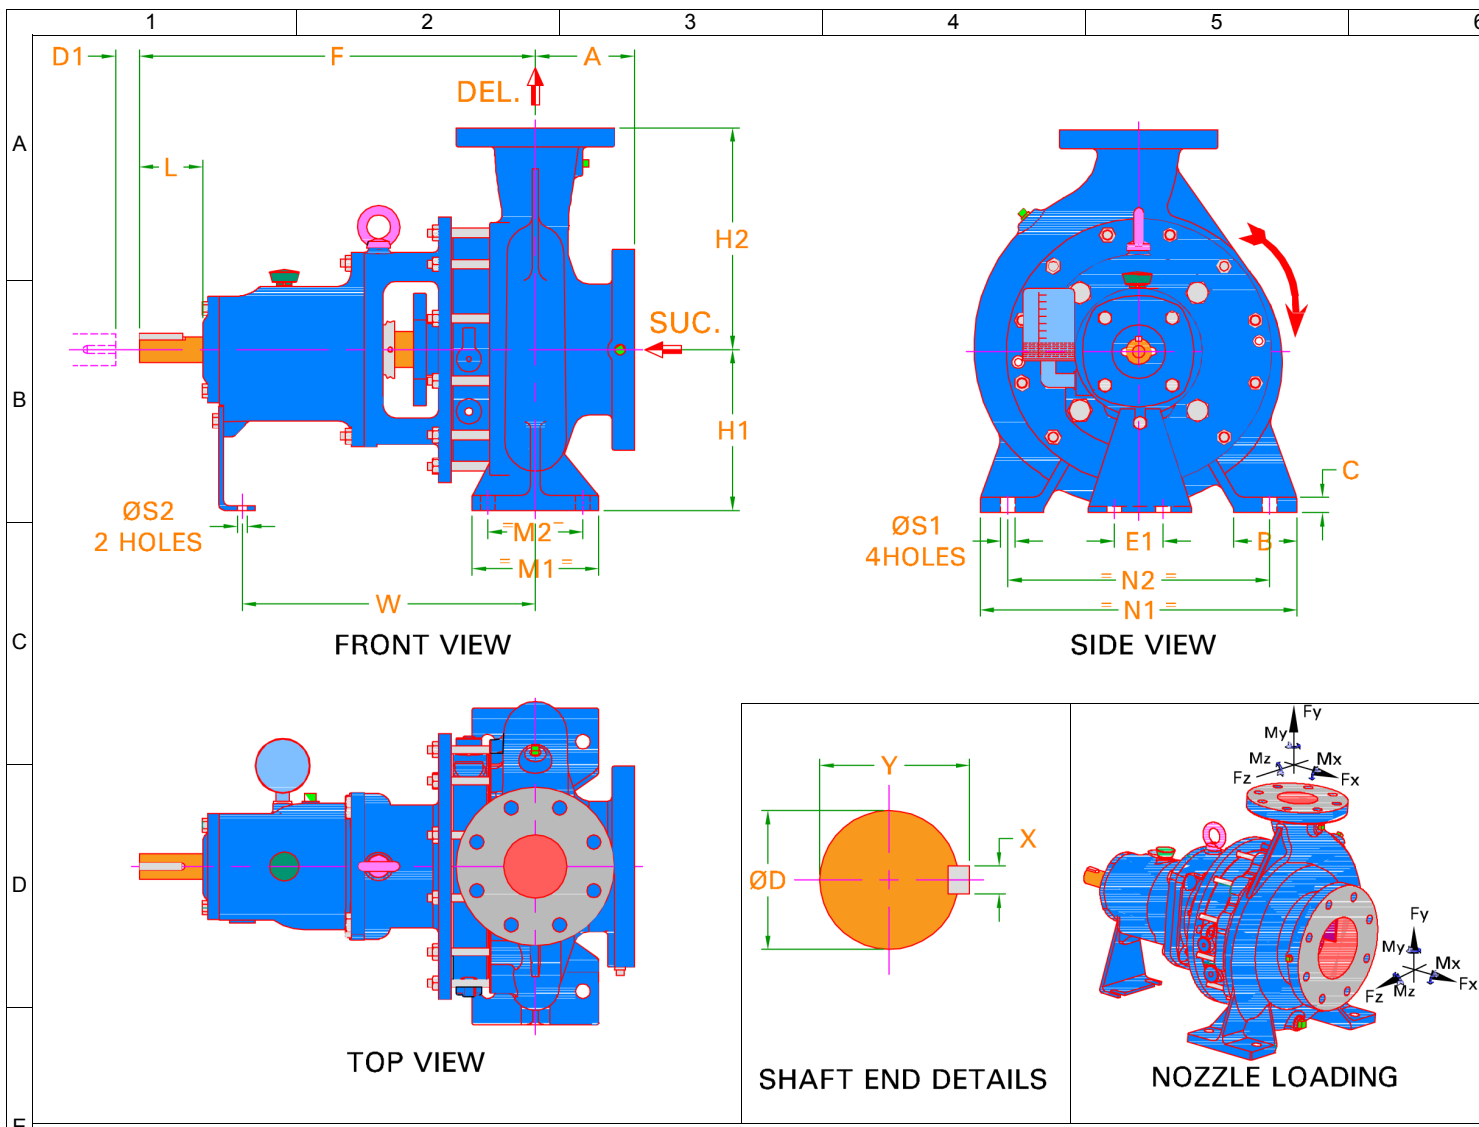 1 2 3 4 5 6
A
B
C
D
E
D1 F A
DEL.
L
H2
SUC.
H1
ØS2
2 HOLES
= M2 =
= M1 =
W
FRONT VIEW
C
ØS1
4HOLES
E1 B
= N2 =
= N1 =
SIDE VIEW
TOP VIEW
Y
X
ØD
SHAFT END DETAILS
Fy
My
Mz Mx
Fz Fx
Fy
My
Mx
Fz Mz Fx
NOZZLE LOADING